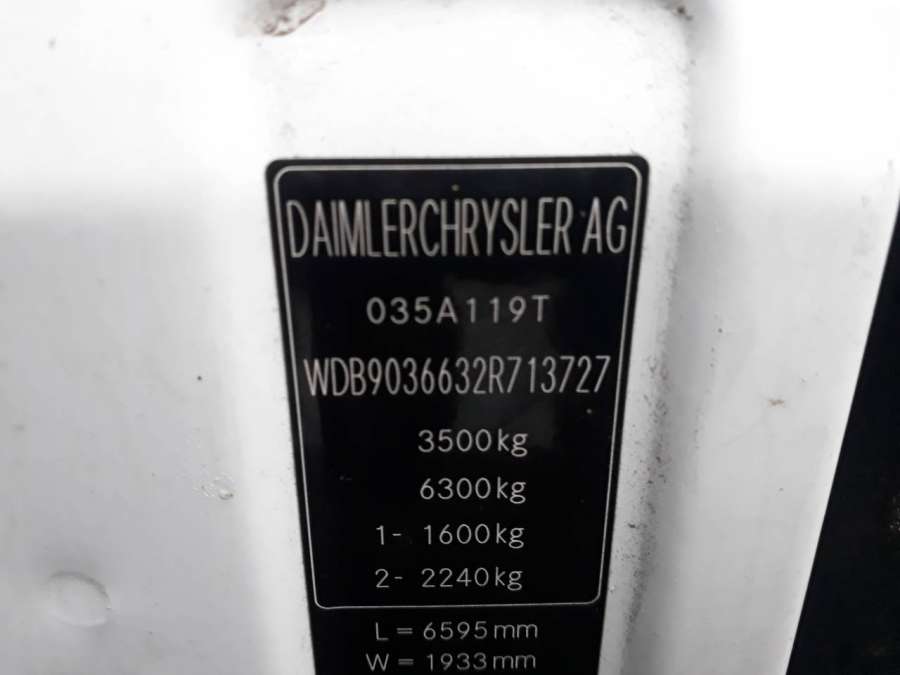 DAIMLERCHRYSLER AG
035A119T
WDB9036632R713727
3500kg
6300kg
1- 1600kg
2- 2240kg
L = 6595mm
W = 1933mm